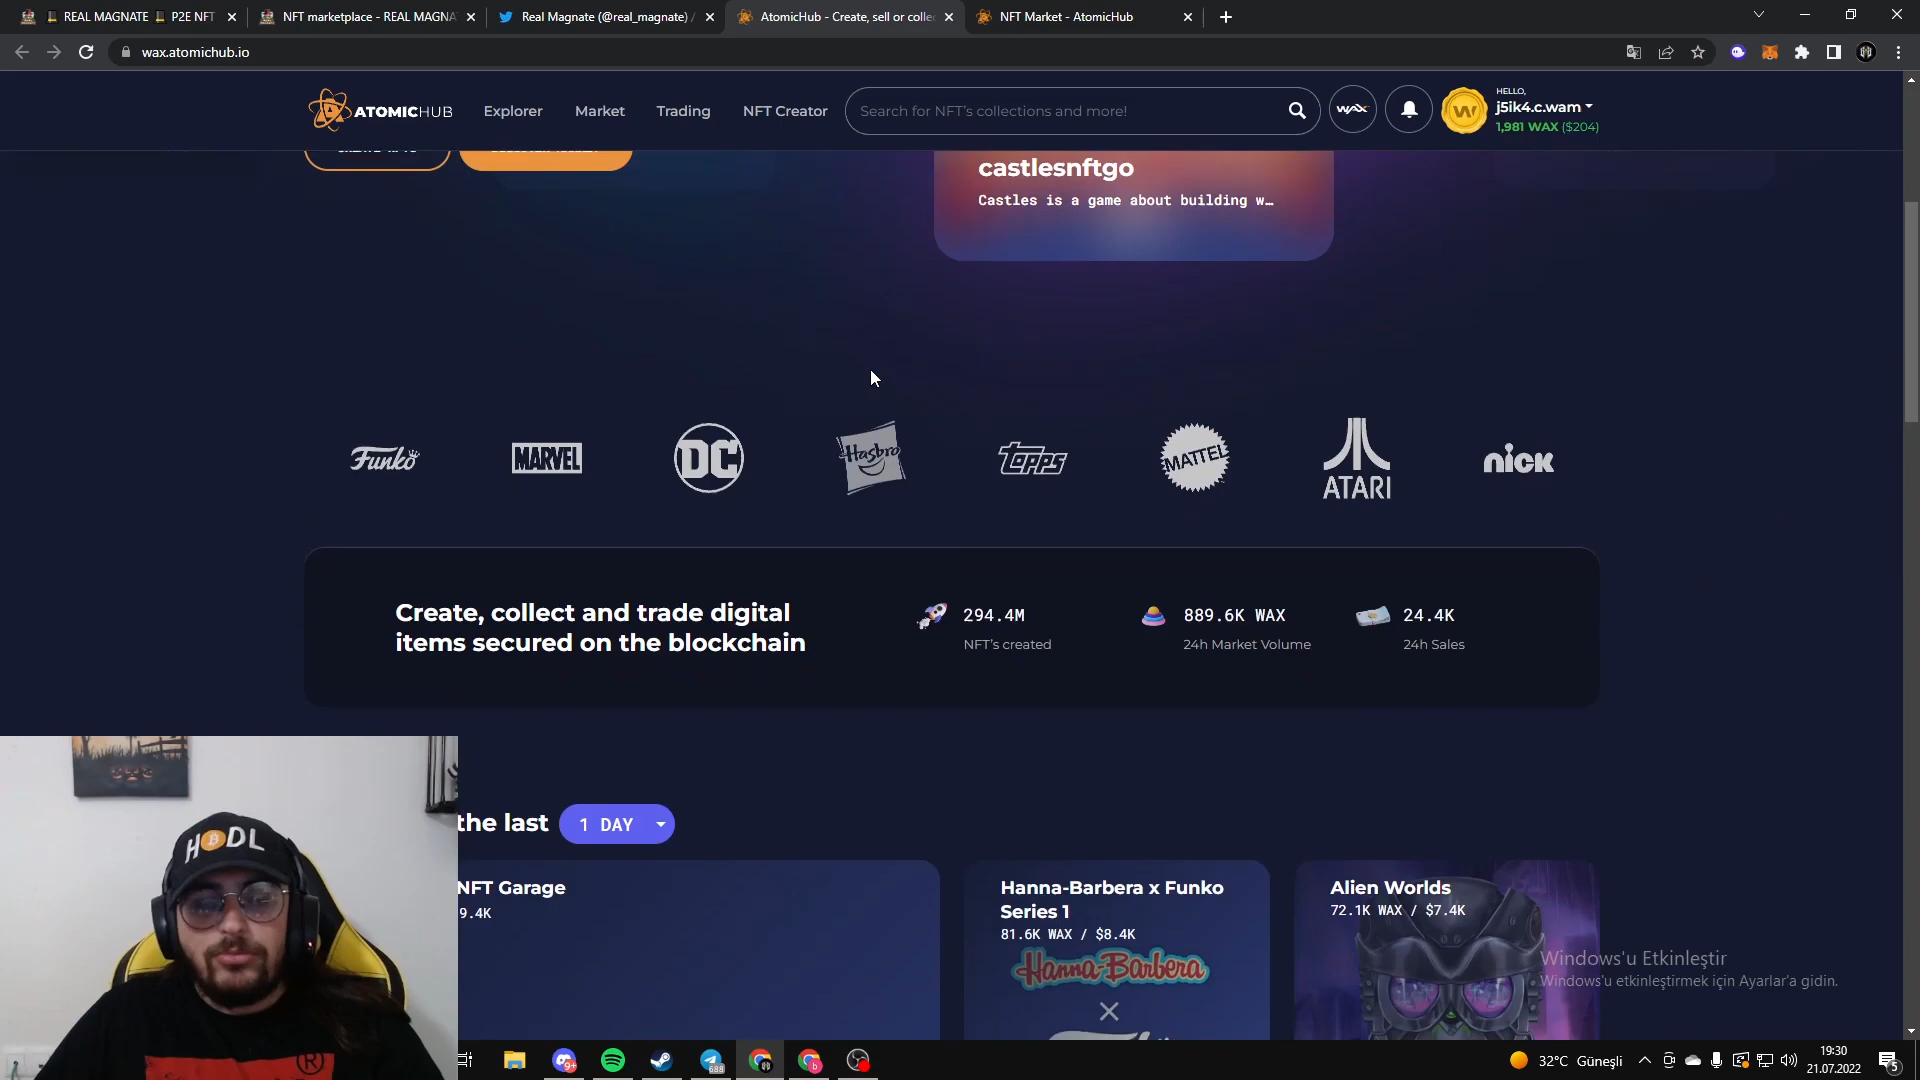 REAL MAGNATE
P2E NFT
NFT marketplace - REAL MAGNA
Real Magnate (@real_magnate) /
AtomicHub - Create, sell or colle
NFT Market - AtomicHub
wax.atomichub.io
ATOMICHUB
Explorer
Market
Trading
NFT Creator
Search for NFT's collections and more!
WAX
HELLO,
j5ik4.c.wam
1,981 WAX ($204)
castlesnftgo
Castles is a game about building w…
Funko
MARVEL
DC
Hasbro
Topps
MATTEL
ATARI
nick
Create, collect and trade digital
items secured on the blockchain
294.4M
NFT's created
889.6K WAX
24h Market Volume
24.4K
24h Sales
the last
1 DAY
NFT Garage
9.4K
Hanna-Barbera x Funko
Series 1
81.6K WAX / $8.4K
Hanna-Barbera
Alien Worlds
72.1K WAX / $7.4K
HODL
Windows'u Etkinleştir
Windows'u etkinleştirmek için Ayarlar'a gidin.
9+
688
32°C Güneşli
19:30
21.07.2022
5